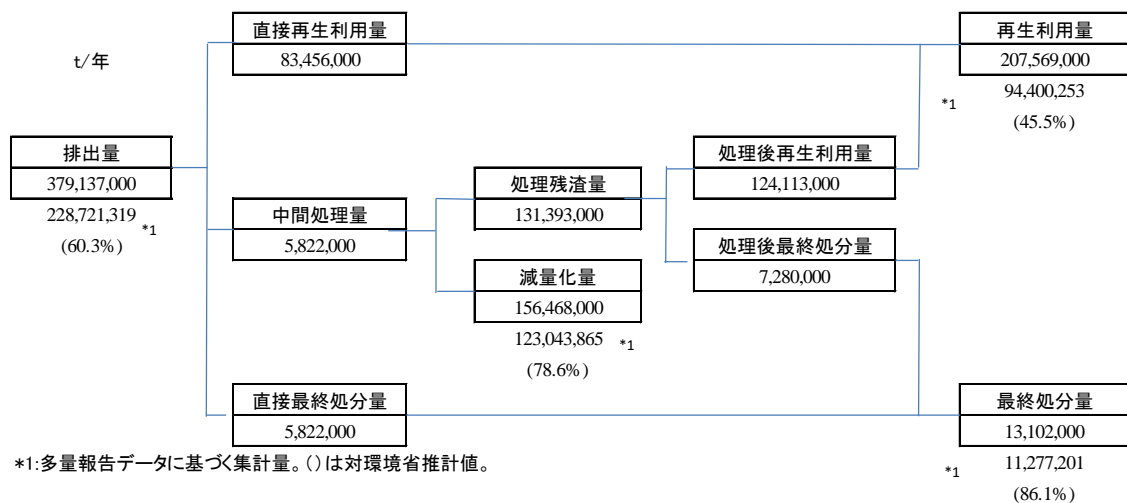 t/年
直接再生利用量
83,456,000
再生利用量
207,569,000
*1
94,400,253
(45.5%)
排出量
379,137,000
228,721,319
*1
(60.3%)
中間処理量
5,822,000
処理残渣量
131,393,000
処理後再生利用量
124,113,000
処理後最終処分量
7,280,000
減量化量
156,468,000
123,043,865
*1
(78.6%)
直接最終処分量
5,822,000
最終処分量
13,102,000
*1
11,277,201
(86.1%)
*1:多量報告データに基づく集計量。()は対環境省推計値。